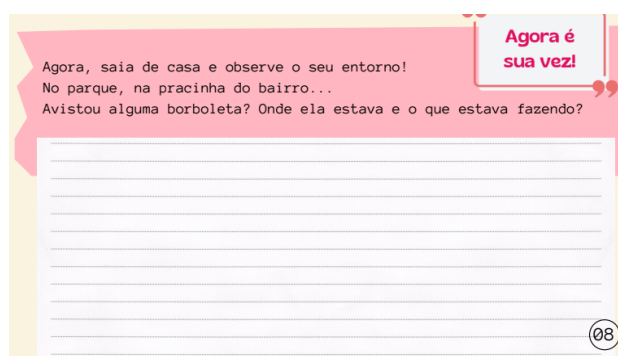 Agora é
sua vez!
Agora, saia de casa e observe o seu entorno!
No parque, na pracinha do bairro...
Avistou alguma borboleta? Onde ela estava e o que estava fazendo?
08